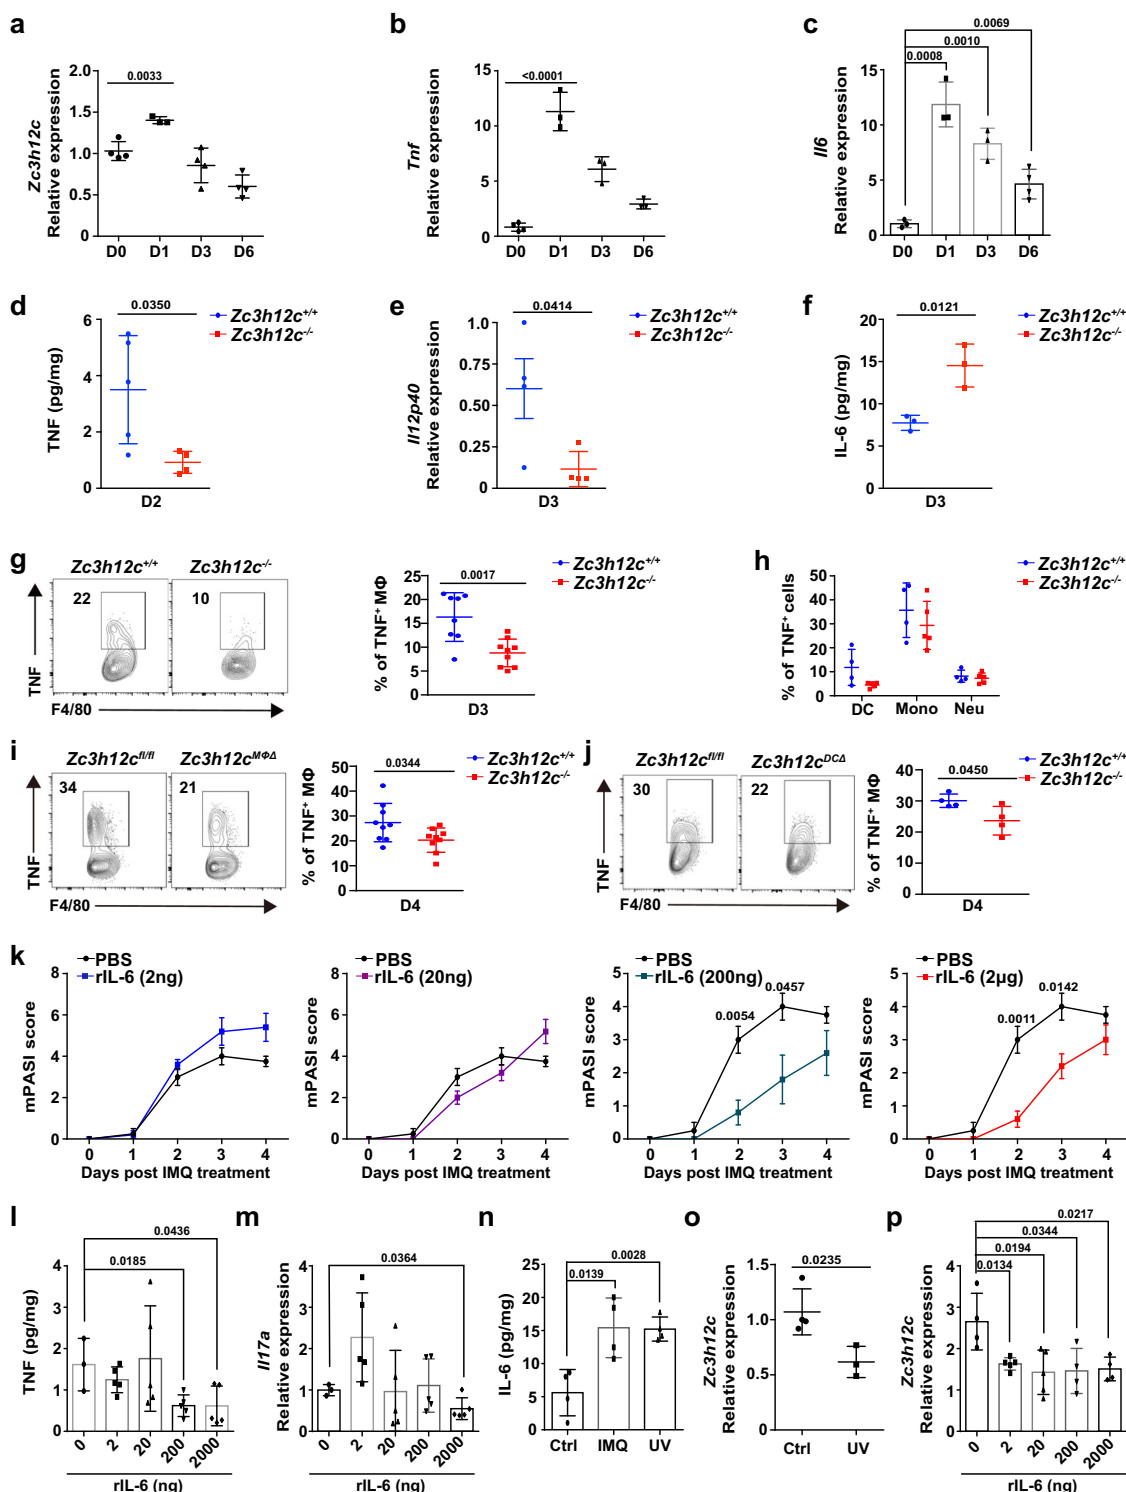 a
Zc3h12c
Relative expression
2.0
1.5
1.0
0.5
0
0.0033
D0 D1 D3 D6
b
Tnf
Relative expression
15
10
5
0
<0.0001
D0 D1 D3 D6
c
Il6
Relative expression
15
10
5
0
0.0069
0.0010
0.0008
D0 D1 D3 D6
d
TNF (pg/mg)
6
4
2
0
0.0350
D2
Zc3h12c+/+
Zc3h12c-/-
e
Il12p40
Relative expression
1.0
0.75
0.50
0.25
0
0.0414
D3
Zc3h12c+/+
Zc3h12c-/-
f
IL-6 (pg/mg)
20
15
10
5
0
0.0121
D3
Zc3h12c+/+
Zc3h12c-/-
g
Zc3h12c+/+ Zc3h12c-/-
22 10
TNF
F4/80
% of TNF+ MΦ
25
20
15
10
5
0
0.0017
D3
Zc3h12c+/+
Zc3h12c-/-
h
% of TNF+ cells
50
40
30
20
10
0
DC Mono Neu
Zc3h12c+/+
Zc3h12c-/-
i
Zc3h12cfl/fl Zc3h12cMΦΔ
34 21
TNF
F4/80
% of TNF+ MΦ
50
40
30
20
10
0
0.0344
D4
Zc3h12c+/+
Zc3h12c-/-
j
Zc3h12cfl/fl Zc3h12cDCΔ
30 22
TNF
F4/80
% of TNF+ MΦ
40
30
20
10
0
0.0450
D4
Zc3h12c+/+
Zc3h12c-/-
k
PBS
rIL-6 (2ng)
mPASI score
8
6
4
2
0
0 1 2 3 4
Days post IMQ treatment
PBS
rIL-6 (20ng)
mPASI score
8
6
4
2
0
0 1 2 3 4
Days post IMQ treatment
PBS
rIL-6 (200ng)
mPASI score
5
4
3
2
1
0
0.0457
0.0054
0 1 2 3 4
Days post IMQ treatment
PBS
rIL-6 (2µg)
mPASI score
5
4
3
2
1
0
0.0142
0.0011
0 1 2 3 4
Days post IMQ treatment
l
TNF (pg/mg)
4
3
2
1
0
0.0436
0.0185
0 2 20 200 2000
rIL-6 (ng)
m
Il17a
Relative expression
4
3
2
1
0
0.0364
0 2 20 200 2000
rIL-6 (ng)
n
IL-6 (pg/mg)
25
20
15
10
5
0
0.0028
0.0139
Ctrl IMQ UV
o
Zc3h12c
Relative expression
1.5
1.0
0.5
0.0
0.0235
Ctrl UV
p
Zc3h12c
Relative expression
4
3
2
1
0
0.0217
0.0344
0.0194
0.0134
0 2 20 200 2000
rIL-6 (ng)